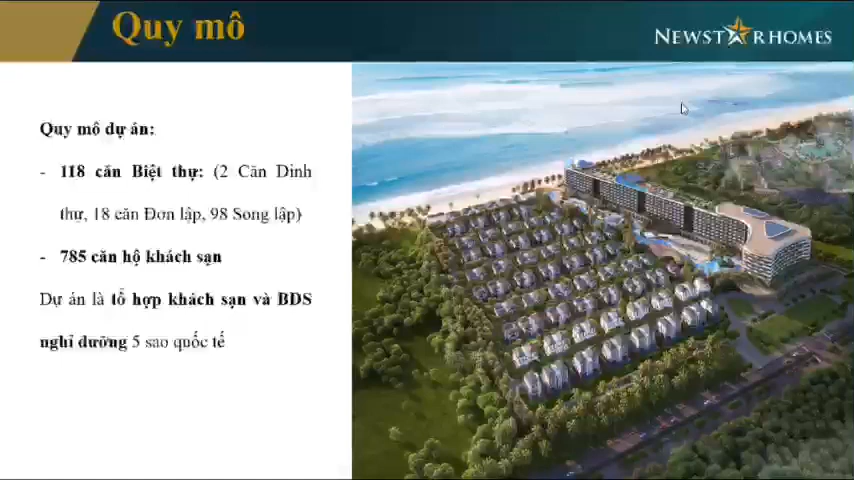 Quy mô
NEWSTARHOMES
Quy mô dự án:
- 118 căn Biệt thự: (2 Căn Dinh
thự, 18 căn Đơn lập, 98 Song lập)
- 785 căn hộ khách sạn
Dự án là tổ hợp khách sạn và BĐS
nghỉ dưỡng 5 sao quốc tế